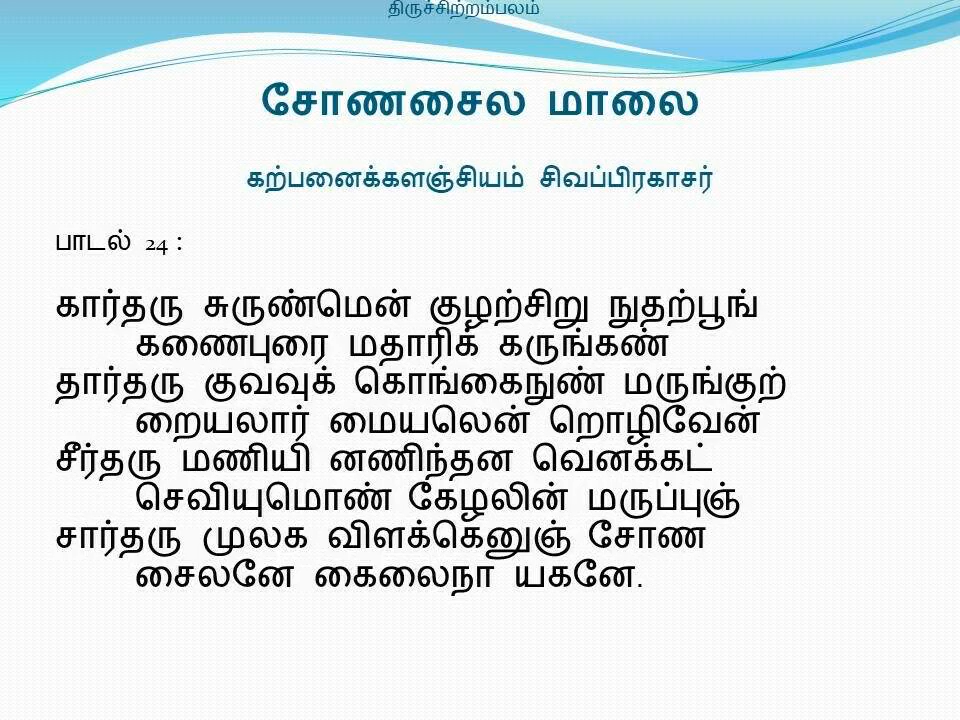 திருச்சிற்றம்பலம்
சோணசைல மாலை
கற்பனைக்களஞ்சியம் சிவப்பிரகாசர்
பாடல் 24 :
கார்தரு சுருண்மென் குழற்சிறு நுதற்பூங்
கணைபுரை மதாரிக் கருங்கண்
தார்தரு குவவுக் கொங்கைநுண் மருங்குற்
றையலார் மையலென் றொழிவேன்
சீர்தரு மணியி னணிந்தன வெனக்கட்
செவியுமொண் கேழலின் மருப்புஞ்
சார்தரு முலக விளக்கெனுஞ் சோண
சைலனே கைலைநா யகனே.